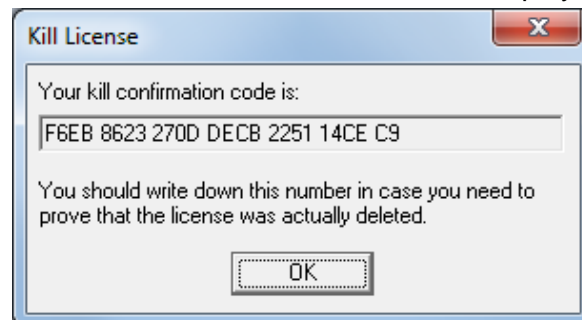 Kill License
Your kill confirmation code is:
F6EB 8623 270D DECB 2251 14CE C9
You should write down this number in case you need to
prove that the license was actually deleted.
OK